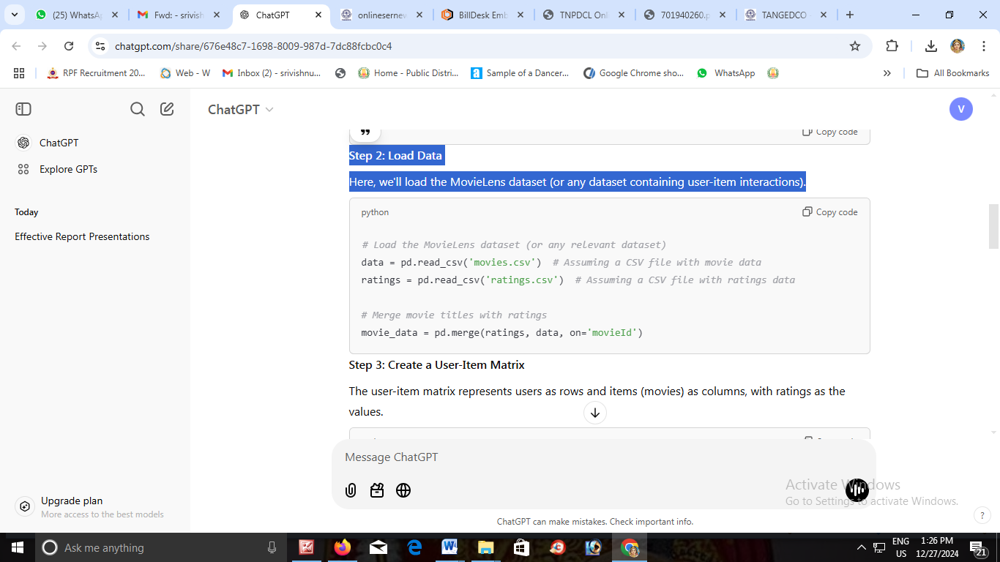 (25) WhatsA
Fwd: - srivish
ChatGPT
onlinesernew
BillDesk Emb
TNPDCL Onl
701940260.p
TANGEDCO
chatgpt.com/share/676e48c7-1698-8009-987d-7dc88fcbc0c4
RPF Recruitment 20...
Web - W
Inbox (2) - srivishnu...
Home - Public Distri...
Sample of a Dancer...
Google Chrome sho...
WhatsApp
All Bookmarks
ChatGPT
V
ChatGPT
Explore GPTs
Today
Effective Report Presentations
Copy code
Step 2: Load Data
Here, we'll load the MovieLens dataset (or any dataset containing user-item interactions).
python
Copy code
# Load the MovieLens dataset (or any relevant dataset)
data = pd.read_csv('movies.csv')  # Assuming a CSV file with movie data
ratings = pd.read_csv('ratings.csv')  # Assuming a CSV file with ratings data
# Merge movie titles with ratings
movie_data = pd.merge(ratings, data, on='movieId')
Step 3: Create a User-Item Matrix
The user-item matrix represents users as rows and items (movies) as columns, with ratings as the
values.
Message ChatGPT
Activate Windows
Go to Settings to activate Windows.
Upgrade plan
More access to the best models
ChatGPT can make mistakes. Check important info.
?
Ask me anything
ENG
US
1:26 PM
12/27/2024
21